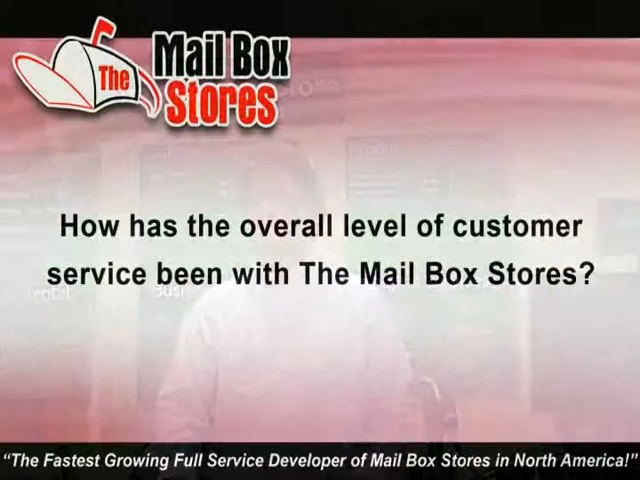 The Mail Box
Stores
How has the overall level of customer
service been with The Mail Box Stores?
“The Fastest Growing Full Service Developer of Mail Box Stores in North America!”